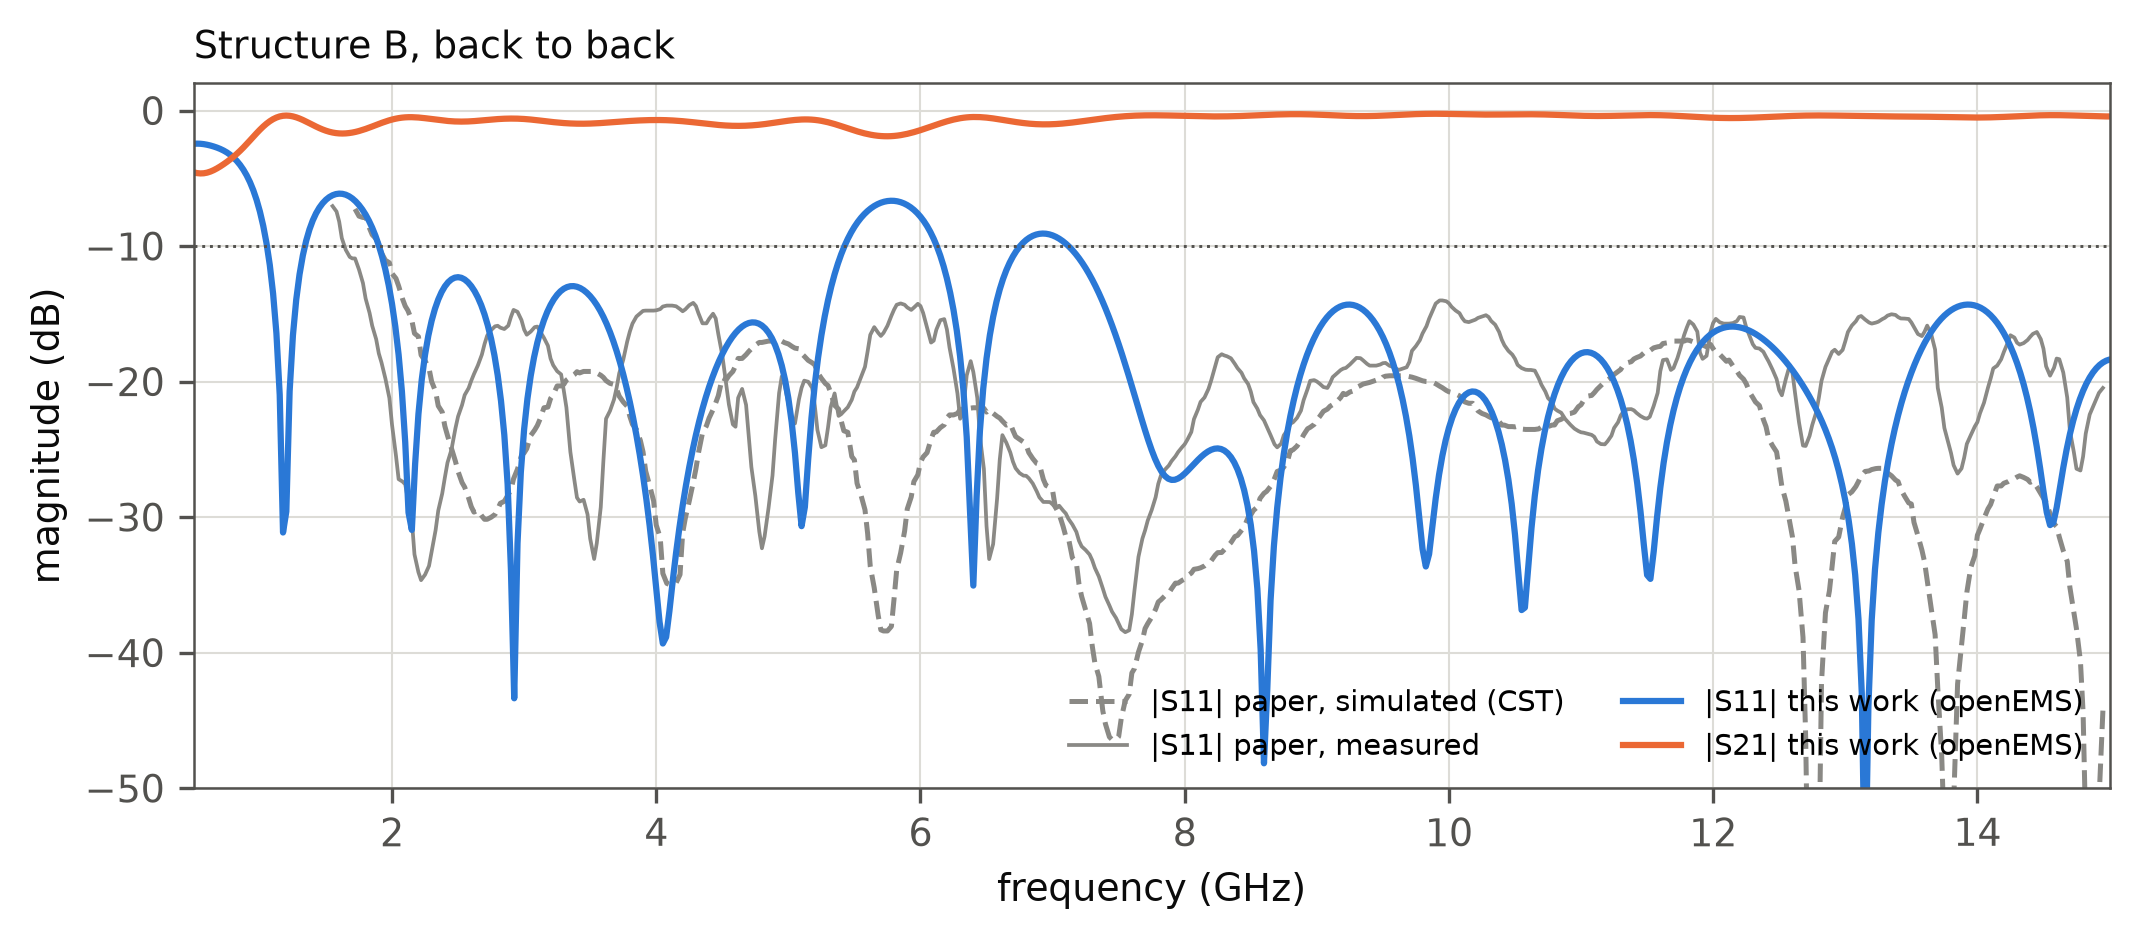 Structure B, back to back
magnitude (dB)
0
−10
−20
−30
−40
−50
|S11| paper, simulated (CST)
|S11| paper, measured
|S11| this work (openEMS)
|S21| this work (openEMS)
2 4 6 8 10 12 14
frequency (GHz)